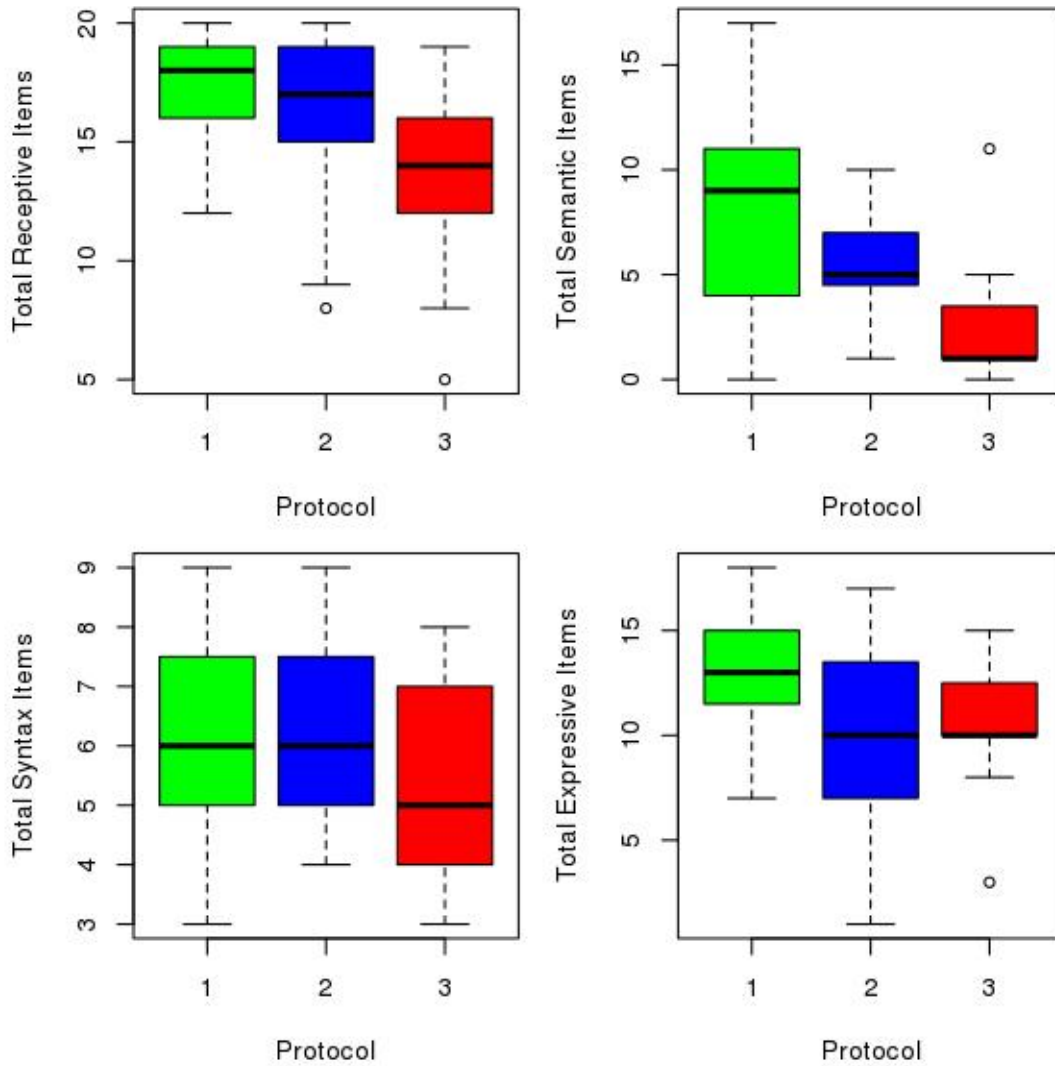 Total Receptive Items
20
15
10
5
1 2 3
Protocol
Total Semantic Items
15
10
5
0
1 2 3
Protocol
Total Syntax Items
9
8
7
6
5
4
3
1 2 3
Protocol
Total Expressive Items
15
10
5
1 2 3
Protocol